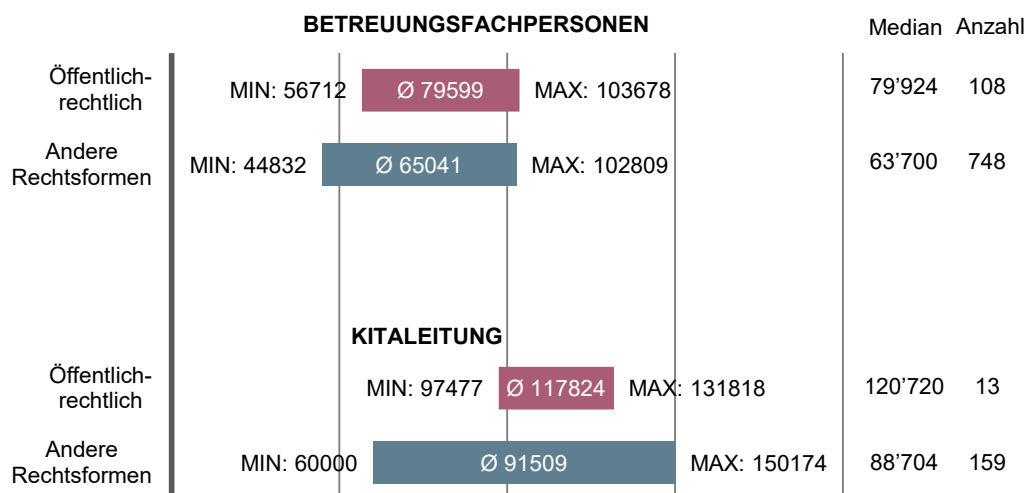 BETREUUNGSFACHPERSONEN Median Anzahl
Öffentlich-
rechtlich MIN: 56712 Ø 79599 MAX: 103678 79’924 108
Andere
Rechtsformen MIN: 44832 Ø 65041 MAX: 102809 63’700 748
KITALEITUNG
Öffentlich-
rechtlich MIN: 97477 Ø 117824 MAX: 131818 120’720 13
Andere
Rechtsformen MIN: 60000 Ø 91509 MAX: 150174 88’704 159